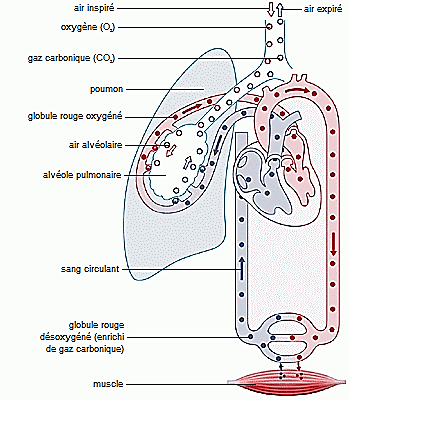 air inspiré
air expiré
oxygène (O₂)
gaz carbonique (CO₂)
poumon
globule rouge oxygéné
air alvéolaire
alvéole pulmonaire
sang circulant
globule rouge
désoxygéné (enrichi
de gaz carbonique)
muscle